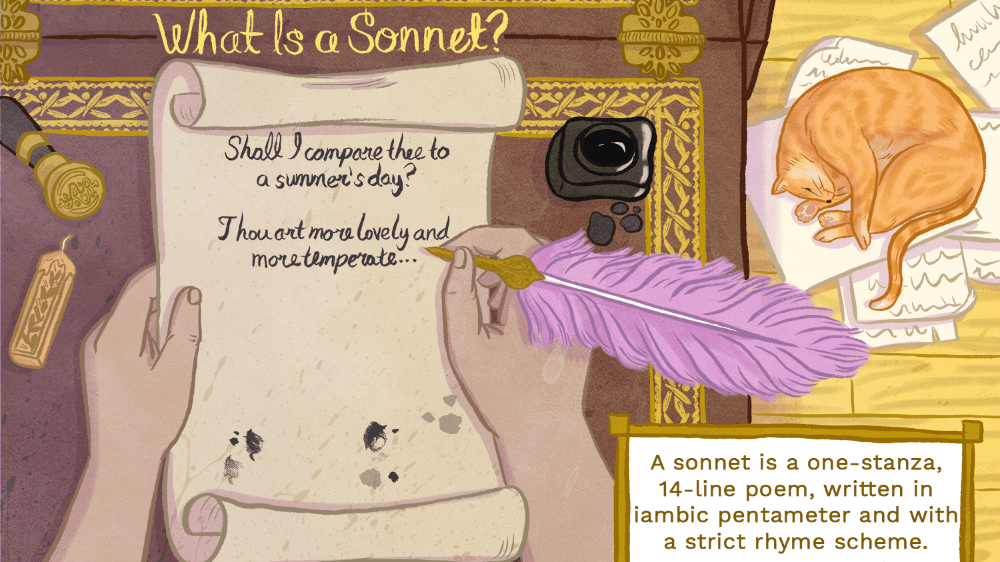 What Is a Sonnet?
Shall I compare thee to
a summer's day?
Thou art more lovely and
more temperate...
A sonnet is a one-stanza,
14-line poem, written in
iambic pentameter and with
a strict rhyme scheme.